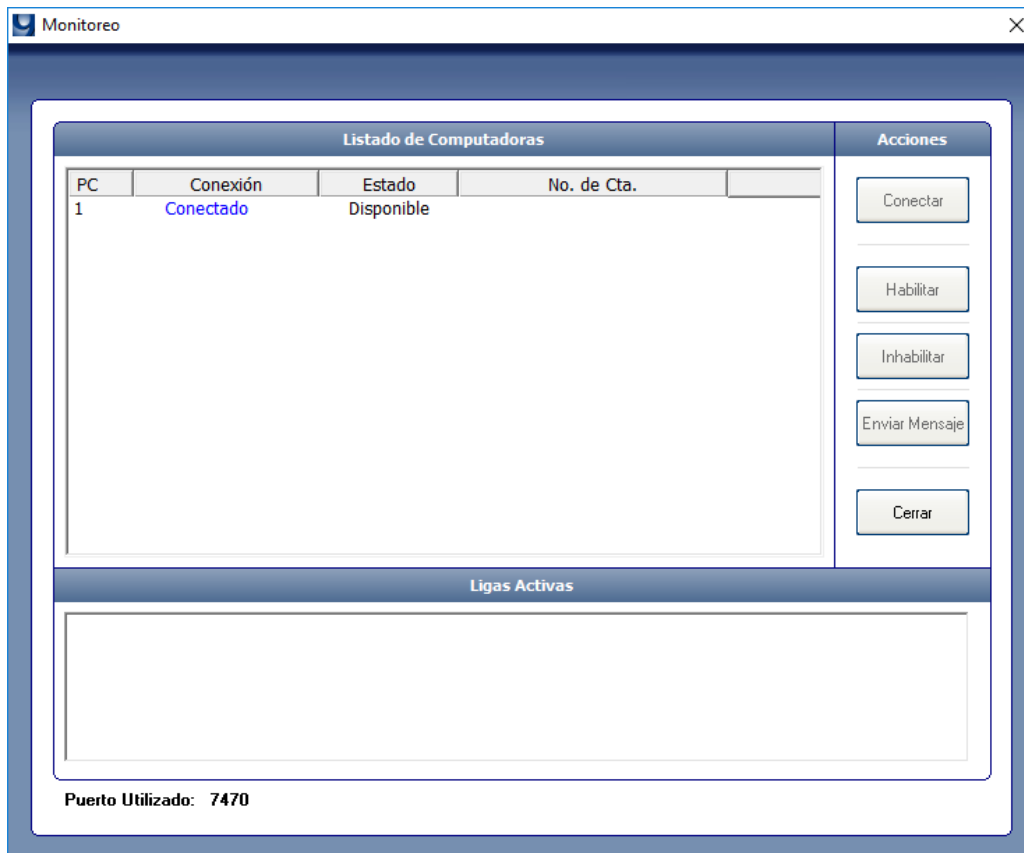 Monitoreo
Listado de Computadoras
Acciones
PC Conexión Estado No. de Cta.
1 Conectado Disponible
Conectar
Habilitar
Inhabilitar
Enviar Mensaje
Cerrar
Ligas Activas
Puerto Utilizado: 7470